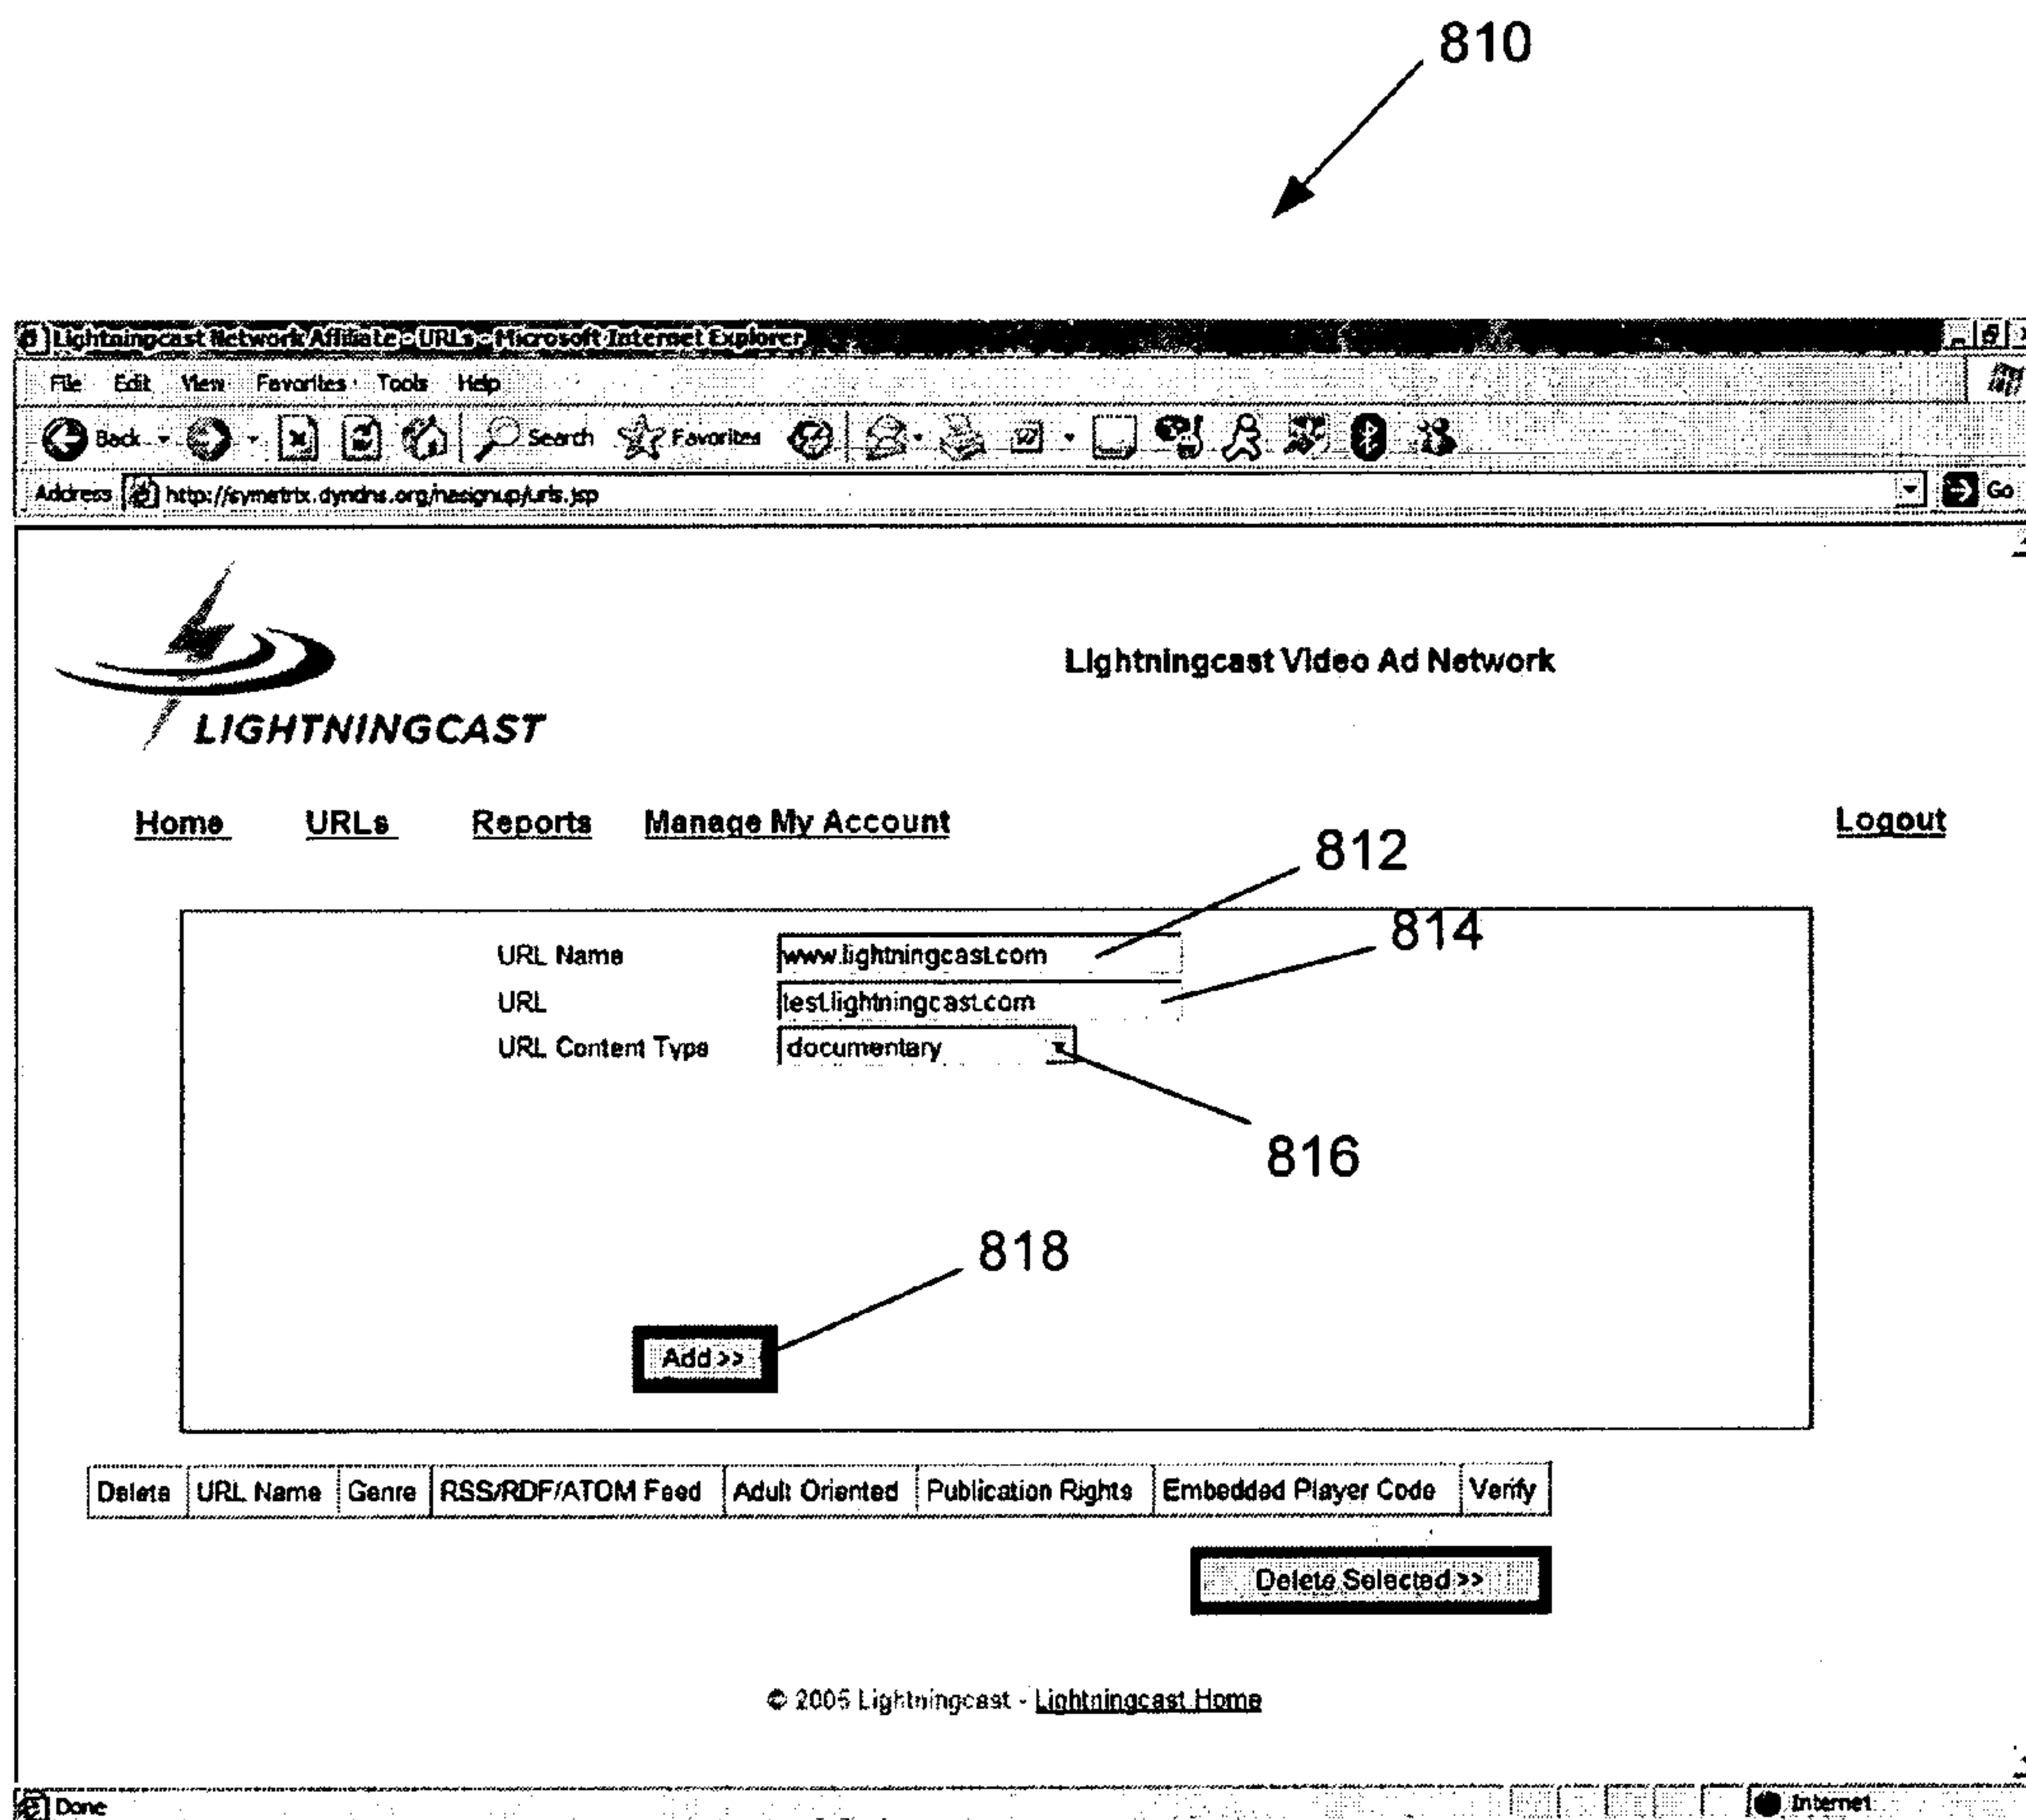 810
Lightningcast Network Affiliate - URLs - Microsoft Internet Explorer
File Edit View Favorites Tools Help
Back Search Favorites
Address http://symetrix.dyndns.org/nasignup/urls.jsp Go
Lightningcast Video Ad Network
LIGHTNINGCAST
Home URLs Reports Manage My Account Logout
812
814
URL Name www.lightningcast.com
URL test.lightningcast.com
URL Content Type documentary
816
818
Add >>
Delete URL Name Genre RSS/RDF/ATOM Feed Adult Oriented Publication Rights Embedded Player Code Verify
Delete Selected >>
© 2005 Lightningcast - Lightningcast Home
Done Internet